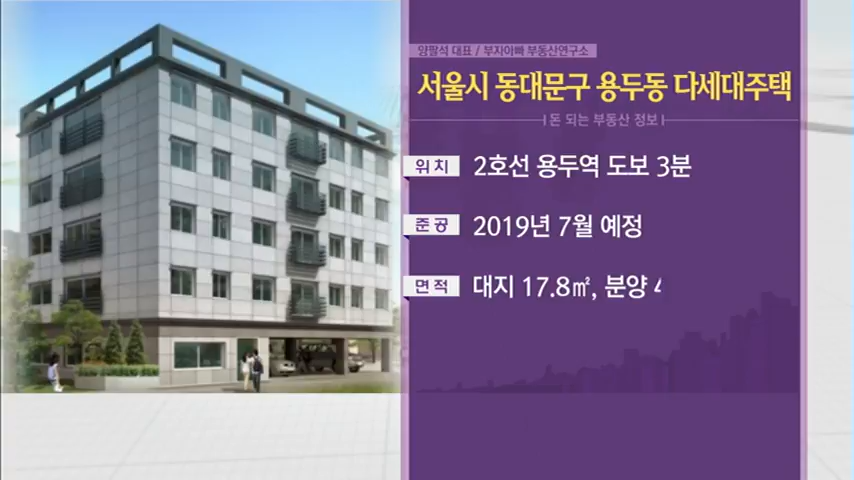 양팔석 대표 / 부자아빠 부동산연구소
서울시 동대문구 용두동 다세대주택
돈 되는 부동산 정보
위치 2호선 용두역 도보 3분
준공 2019년 7월 예정
면적 대지 17.8㎡, 분양